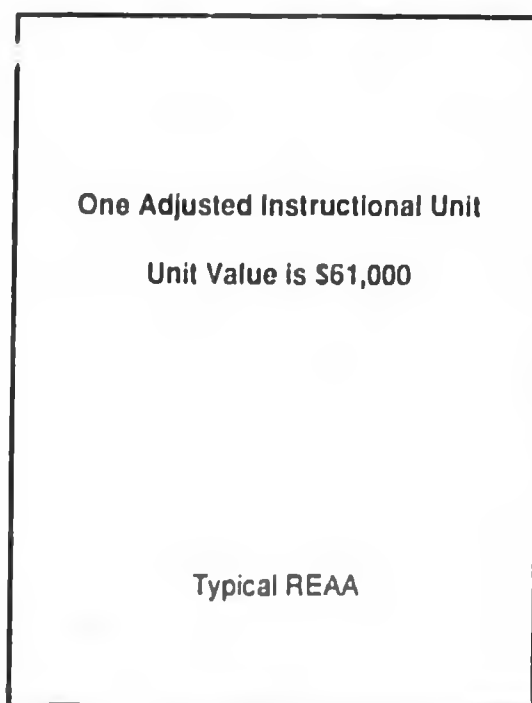 One Adjusted Instructional Unit
Unit Value is $61,000
Typical REAA